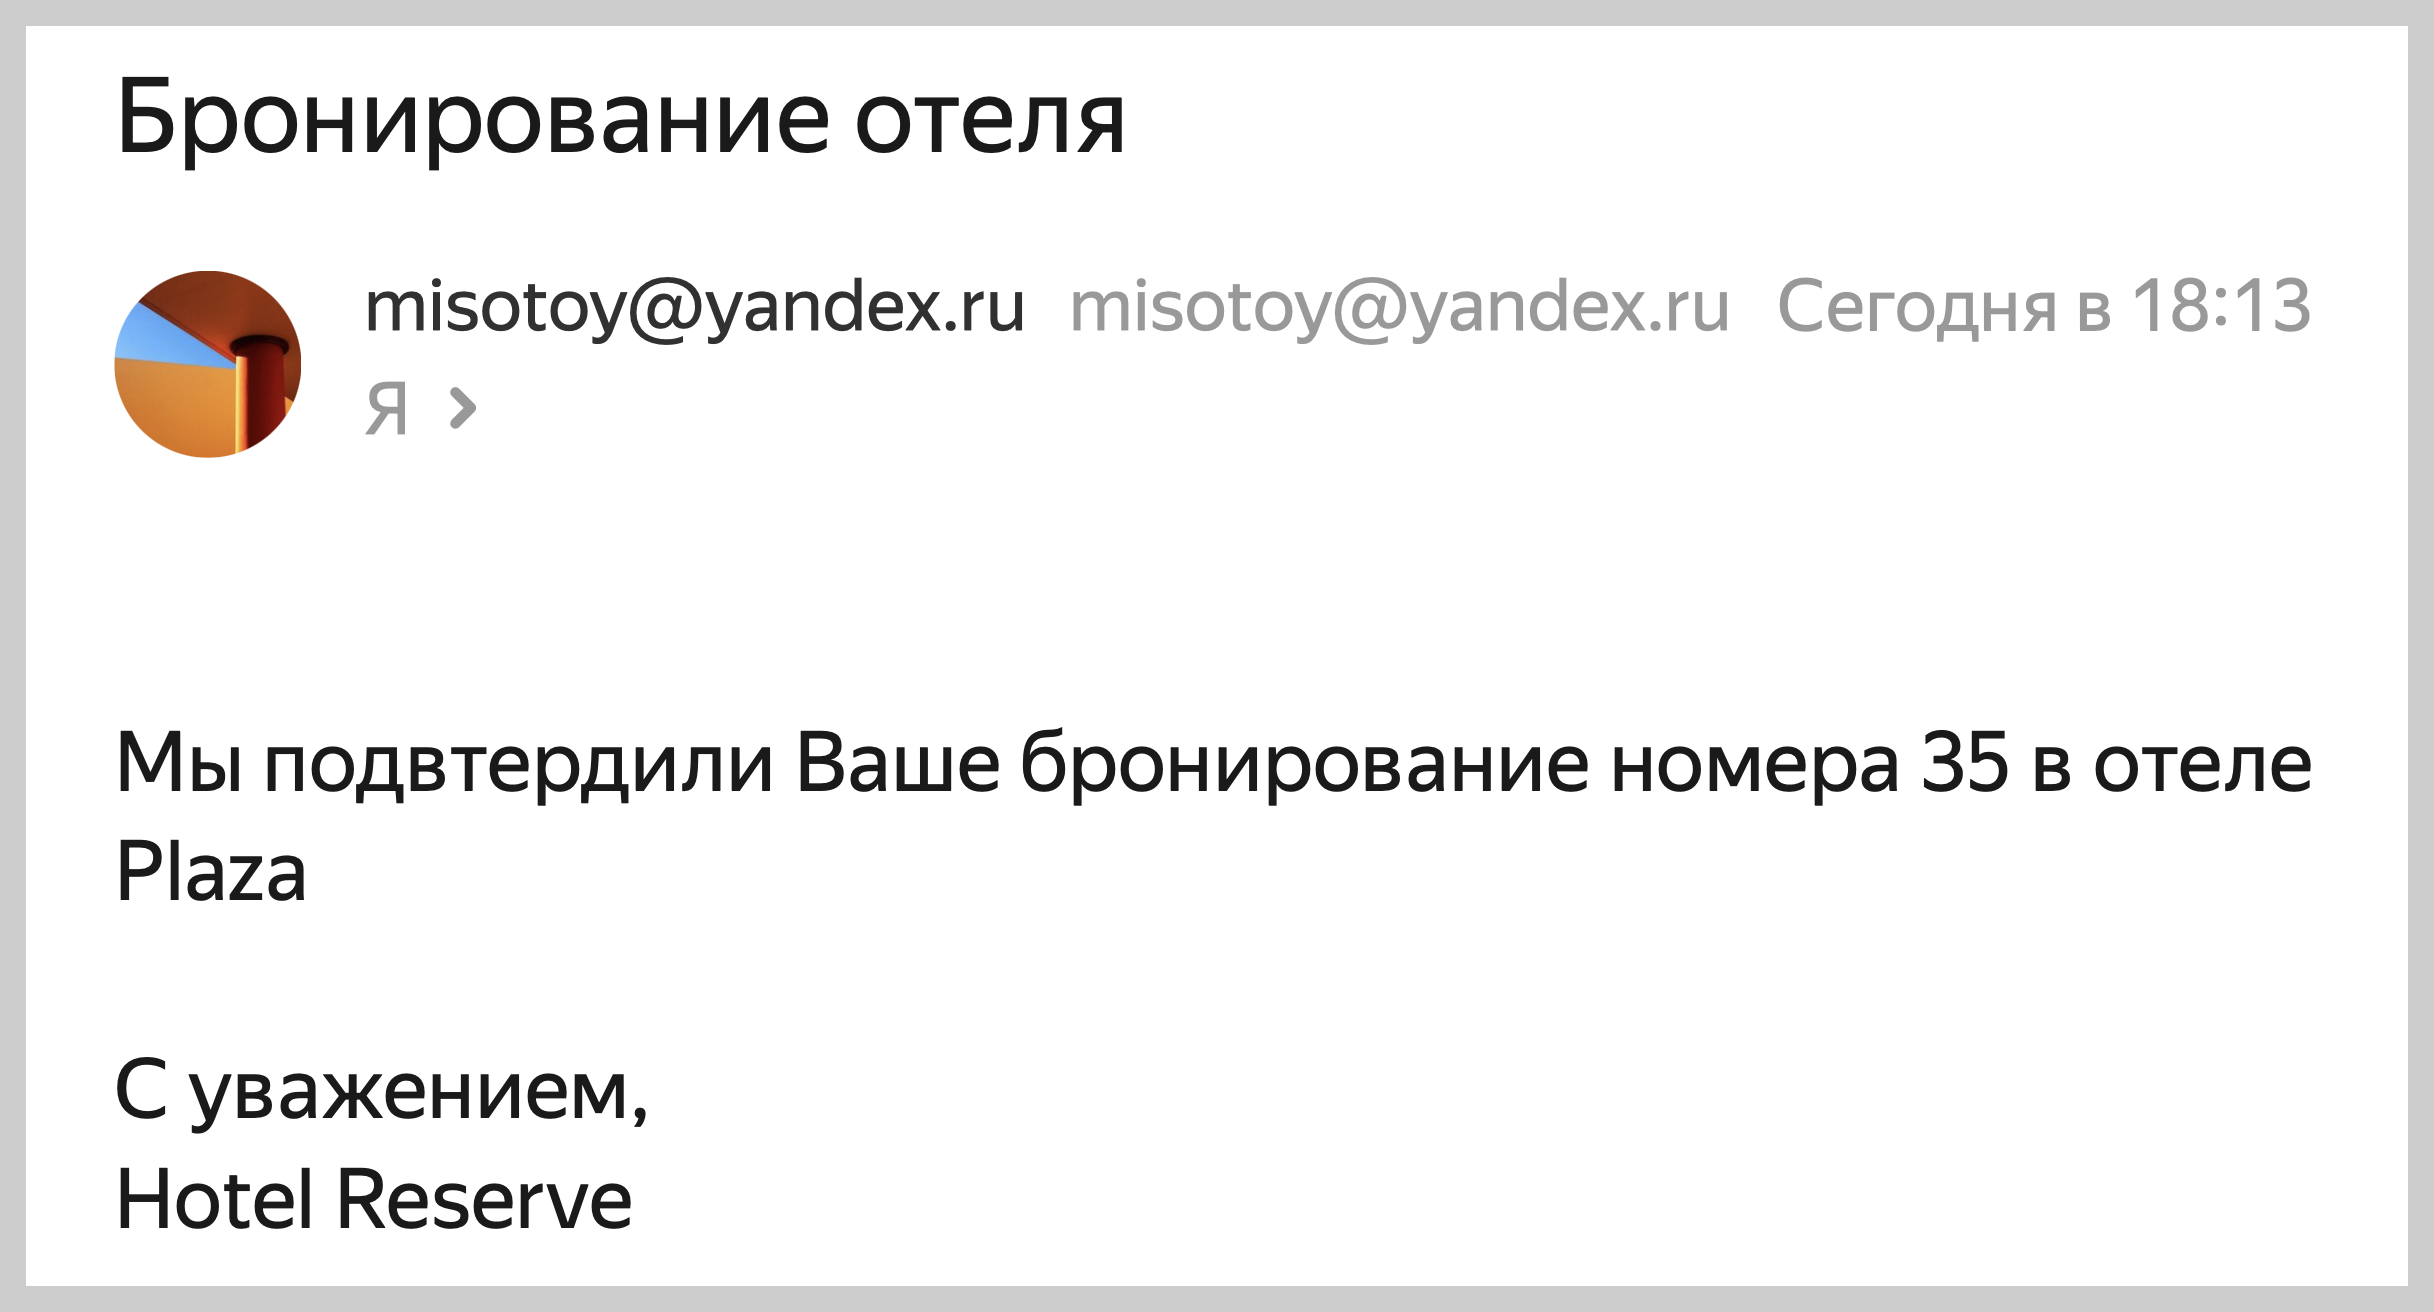 Бронирование отеля
misotoy@yandex.ru misotoy@yandex.ru Сегодня в 18:13
Я >
Мы подвтердили Ваше бронирование номера 35 в отеле
Plaza
С уважением,
Hotel Reserve